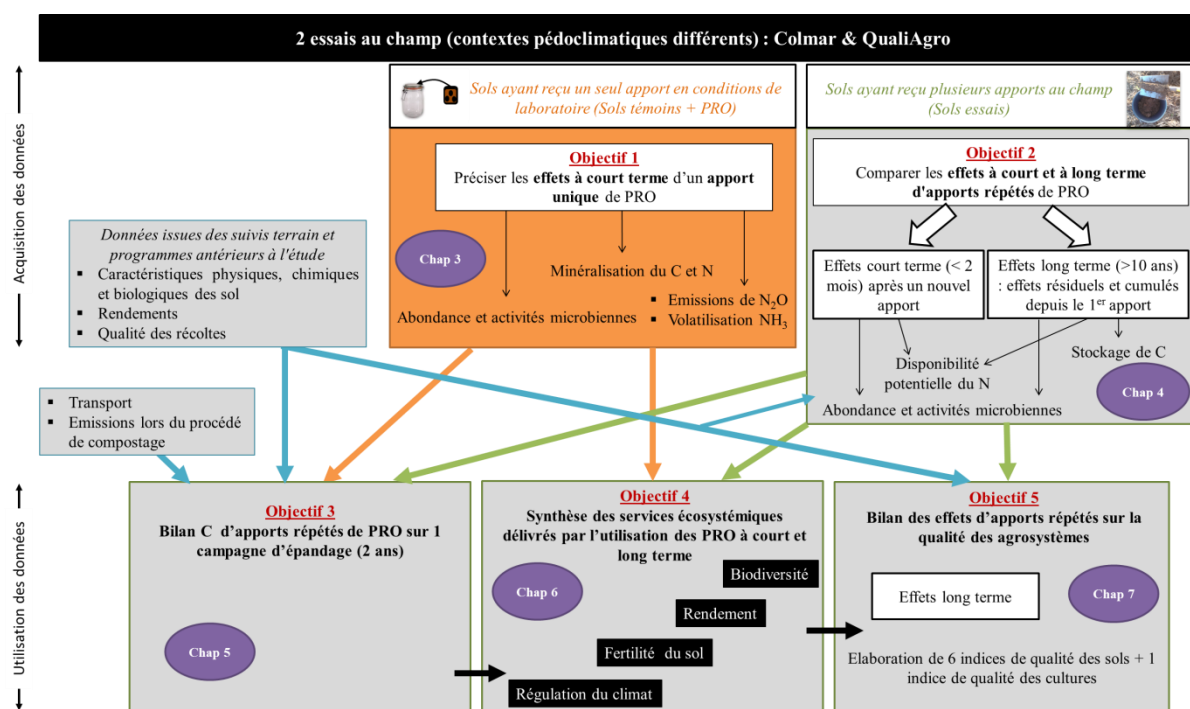 2 essais au champ (contextes pédoclimatiques différents) : Colmar & QualiAgro
Acquisition des données
Sols ayant reçu un seul apport en conditions de
laboratoire (Sols témoins + PRO)
Sols ayant reçu plusieurs apports au champ
(Sols essais)
Objectif 1
Préciser les effets à court terme d'un apport
unique de PRO
Chap 3
Minéralisation du C et N
Abondance et activités microbiennes
▪ Emissions de N₂O
▪ Volatilisation NH₃
Objectif 2
Comparer les effets à court et à long terme
d'apports répétés de PRO
Effets court terme (< 2
mois) après un nouvel
apport
Effets long terme (>10 ans)
: effets résiduels et cumulés
depuis le 1er apport
Disponibilité
potentielle du N
Stockage de C
Chap 4
Abondance et activités microbiennes
Données issues des suivis terrain et
programmes antérieurs à l'étude
▪ Caractéristiques physiques, chimiques
et biologiques des sol
▪ Rendements
▪ Qualité des récoltes
▪ Transport
▪ Emissions lors du procédé
de compostage
Utilisation des données
Objectif 3
Bilan C d'apports répétés de PRO sur 1
campagne d'épandage (2 ans)
Chap 5
Objectif 4
Synthèse des services écosystémiques
délivrés par l'utilisation des PRO à court et
long terme
Chap 6
Biodiversité
Rendement
Fertilité du sol
Régulation du climat
Objectif 5
Bilan des effets d'apports répétés sur la
qualité des agrosystèmes
Effets long terme
Chap 7
Elaboration de 6 indices de qualité des sols + 1
indice de qualité des cultures